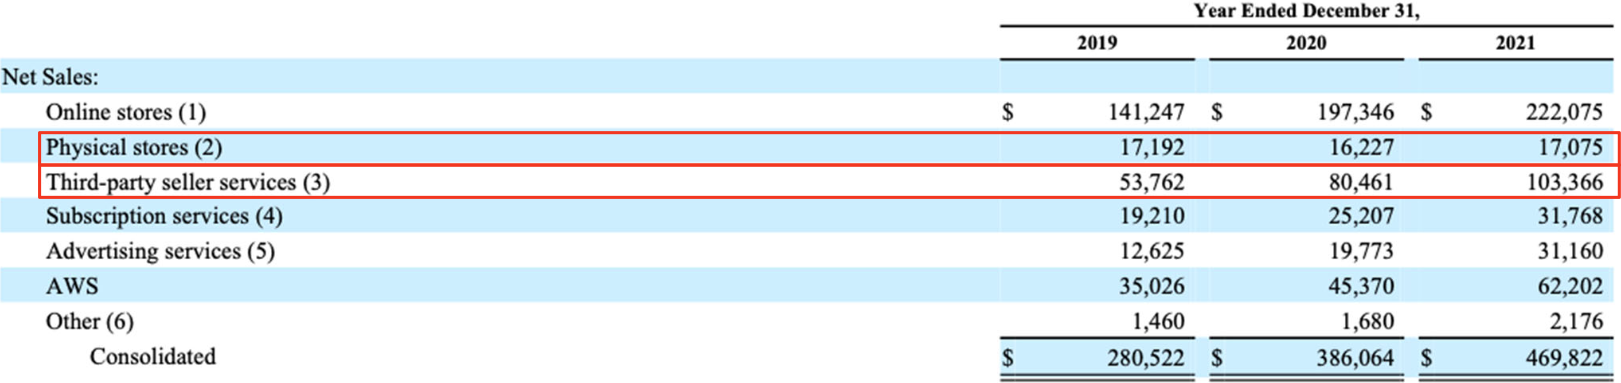 Year Ended December 31,
2019 2020 2021
Net Sales:
Online stores (1) $ 141,247 $ 197,346 $ 222,075
Physical stores (2) 17,192 16,227 17,075
Third-party seller services (3) 53,762 80,461 103,366
Subscription services (4) 19,210 25,207 31,768
Advertising services (5) 12,625 19,773 31,160
AWS 35,026 45,370 62,202
Other (6) 1,460 1,680 2,176
Consolidated $ 280,522 $ 386,064 $ 469,822